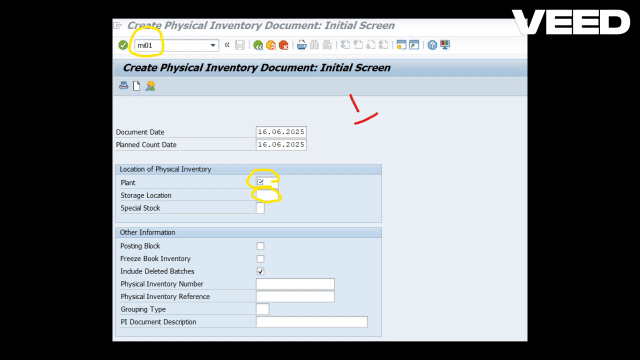 VEED
Create Physical Inventory Document: Initial Screen
mi01
Create Physical Inventory Document: Initial Screen
Document Date 16.06.2025
Planned Count Date 16.06.2025
Location of Physical Inventory
Plant
Storage Location
Special Stock
Other Information
Posting Block
Freeze Book Inventory
Include Deleted Batches
Physical Inventory Number
Physical Inventory Reference
Grouping Type
PI Document Description